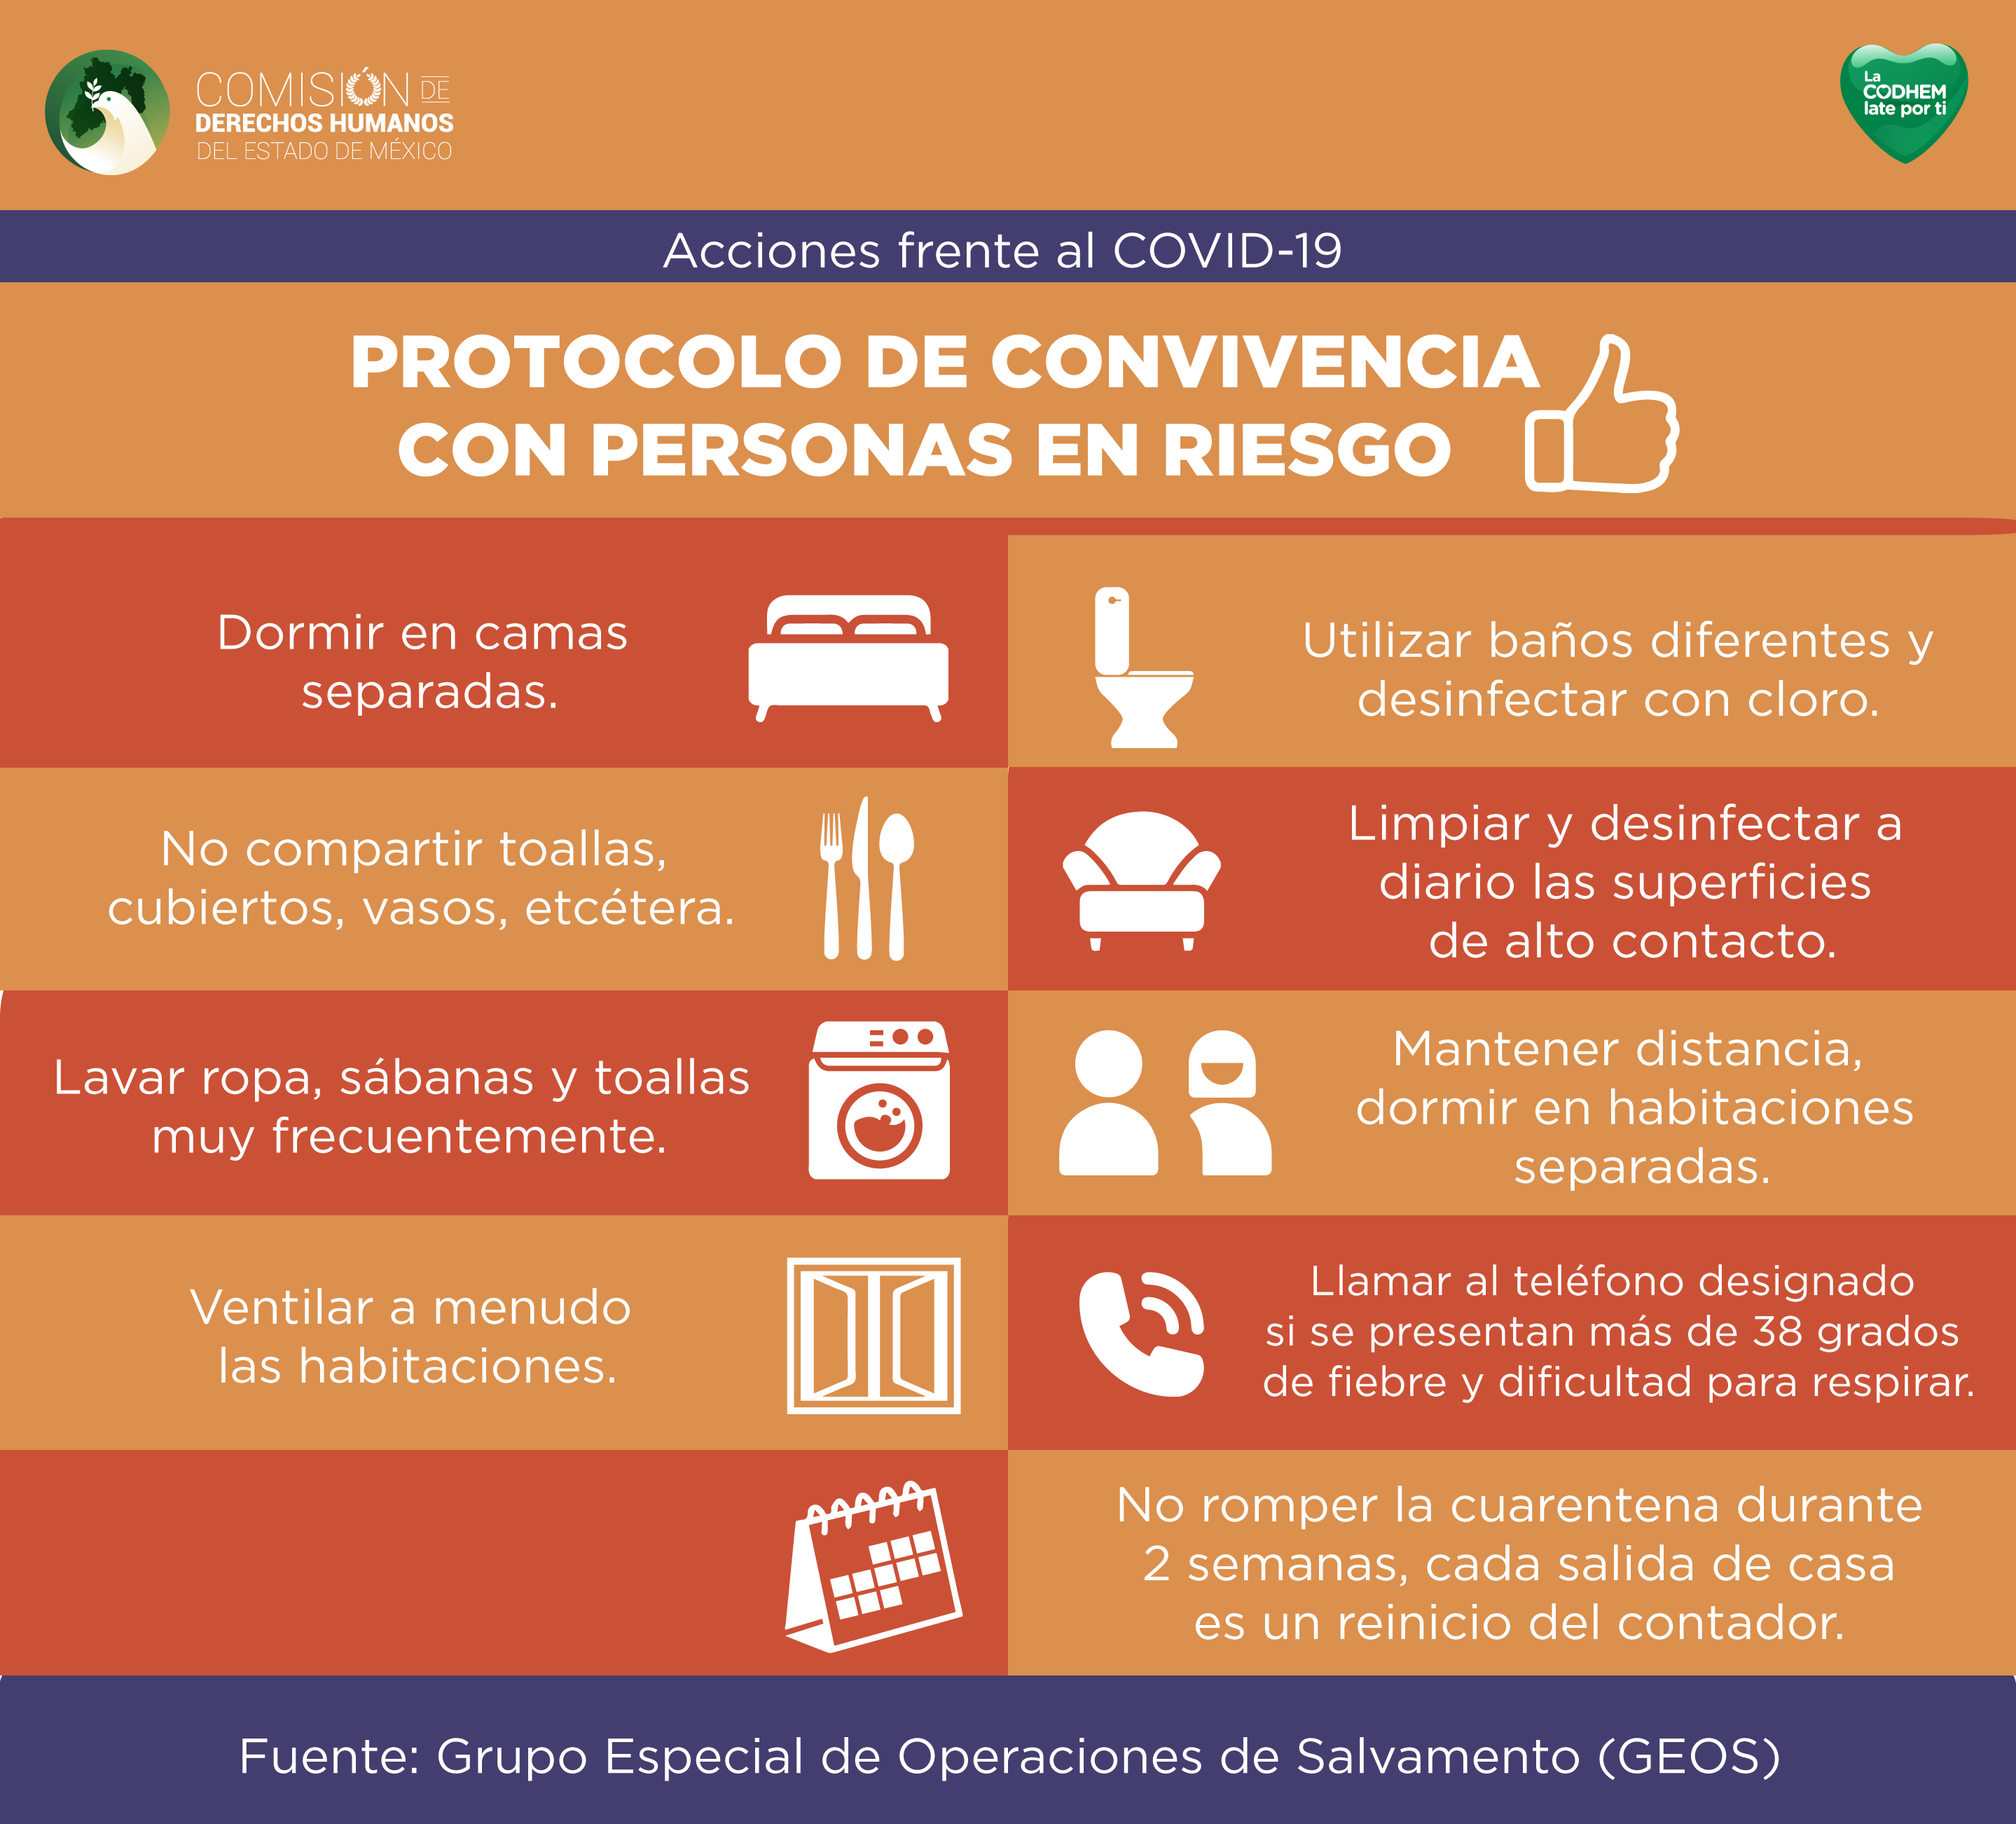 COMISIÓN DE
DERECHOS HUMANOS
DEL ESTADO DE MÉXICO
La
CODHEM
late por ti
Acciones frente al COVID-19
PROTOCOLO DE CONVIVENCIA
CON PERSONAS EN RIESGO
Dormir en camas
separadas.
Utilizar baños diferentes y
desinfectar con cloro.
No compartir toallas,
cubiertos, vasos, etcétera.
Limpiar y desinfectar a
diario las superficies
de alto contacto.
Lavar ropa, sábanas y toallas
muy frecuentemente.
Mantener distancia,
dormir en habitaciones
separadas.
Ventilar a menudo
las habitaciones.
Llamar al teléfono designado
si se presentan más de 38 grados
de fiebre y dificultad para respirar.
No romper la cuarentena durante
2 semanas, cada salida de casa
es un reinicio del contador.
Fuente: Grupo Especial de Operaciones de Salvamento (GEOS)